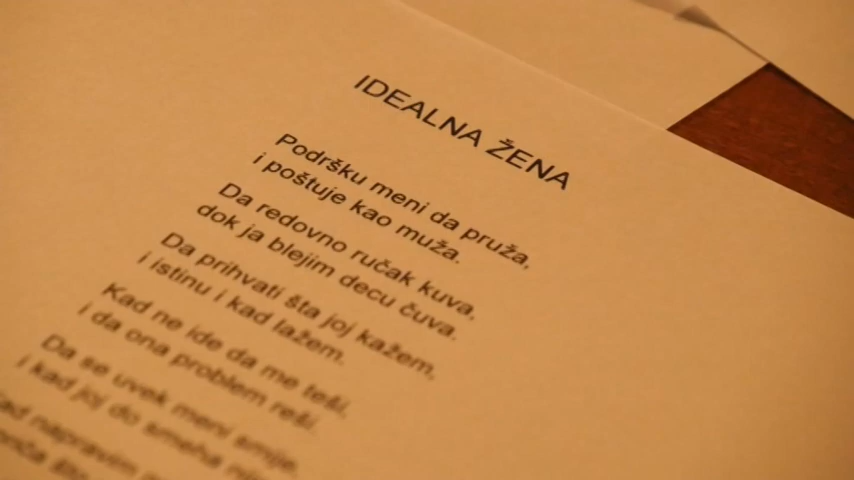 IDEALNA ŽENA
Podršku meni da pruža,
i poštuje kao muža.
Da redovno ručak kuva,
dok ja blejim decu čuva.
Da prihvati šta joj kažem,
i istinu i kad lažem.
Kad ne ide da me teši,
i da ona problem reši.
Da se uvek meni smije,
i kad joj do smeha nije
napravim